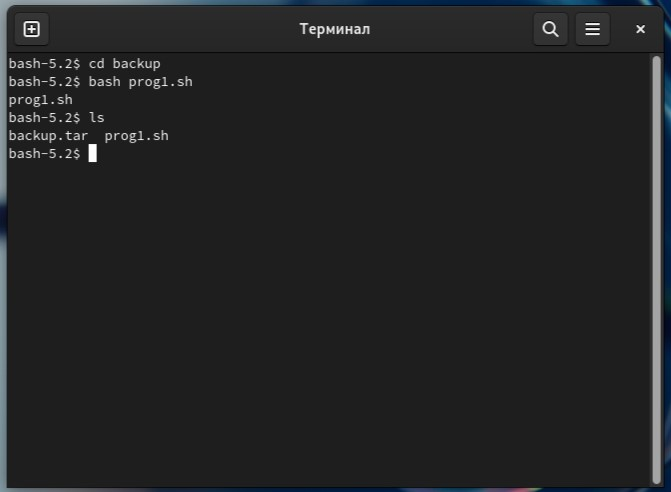 Терминал
bash-5.2$ cd backup
bash-5.2$ bash prog1.sh
prog1.sh
bash-5.2$ ls
backup.tar  prog1.sh
bash-5.2$